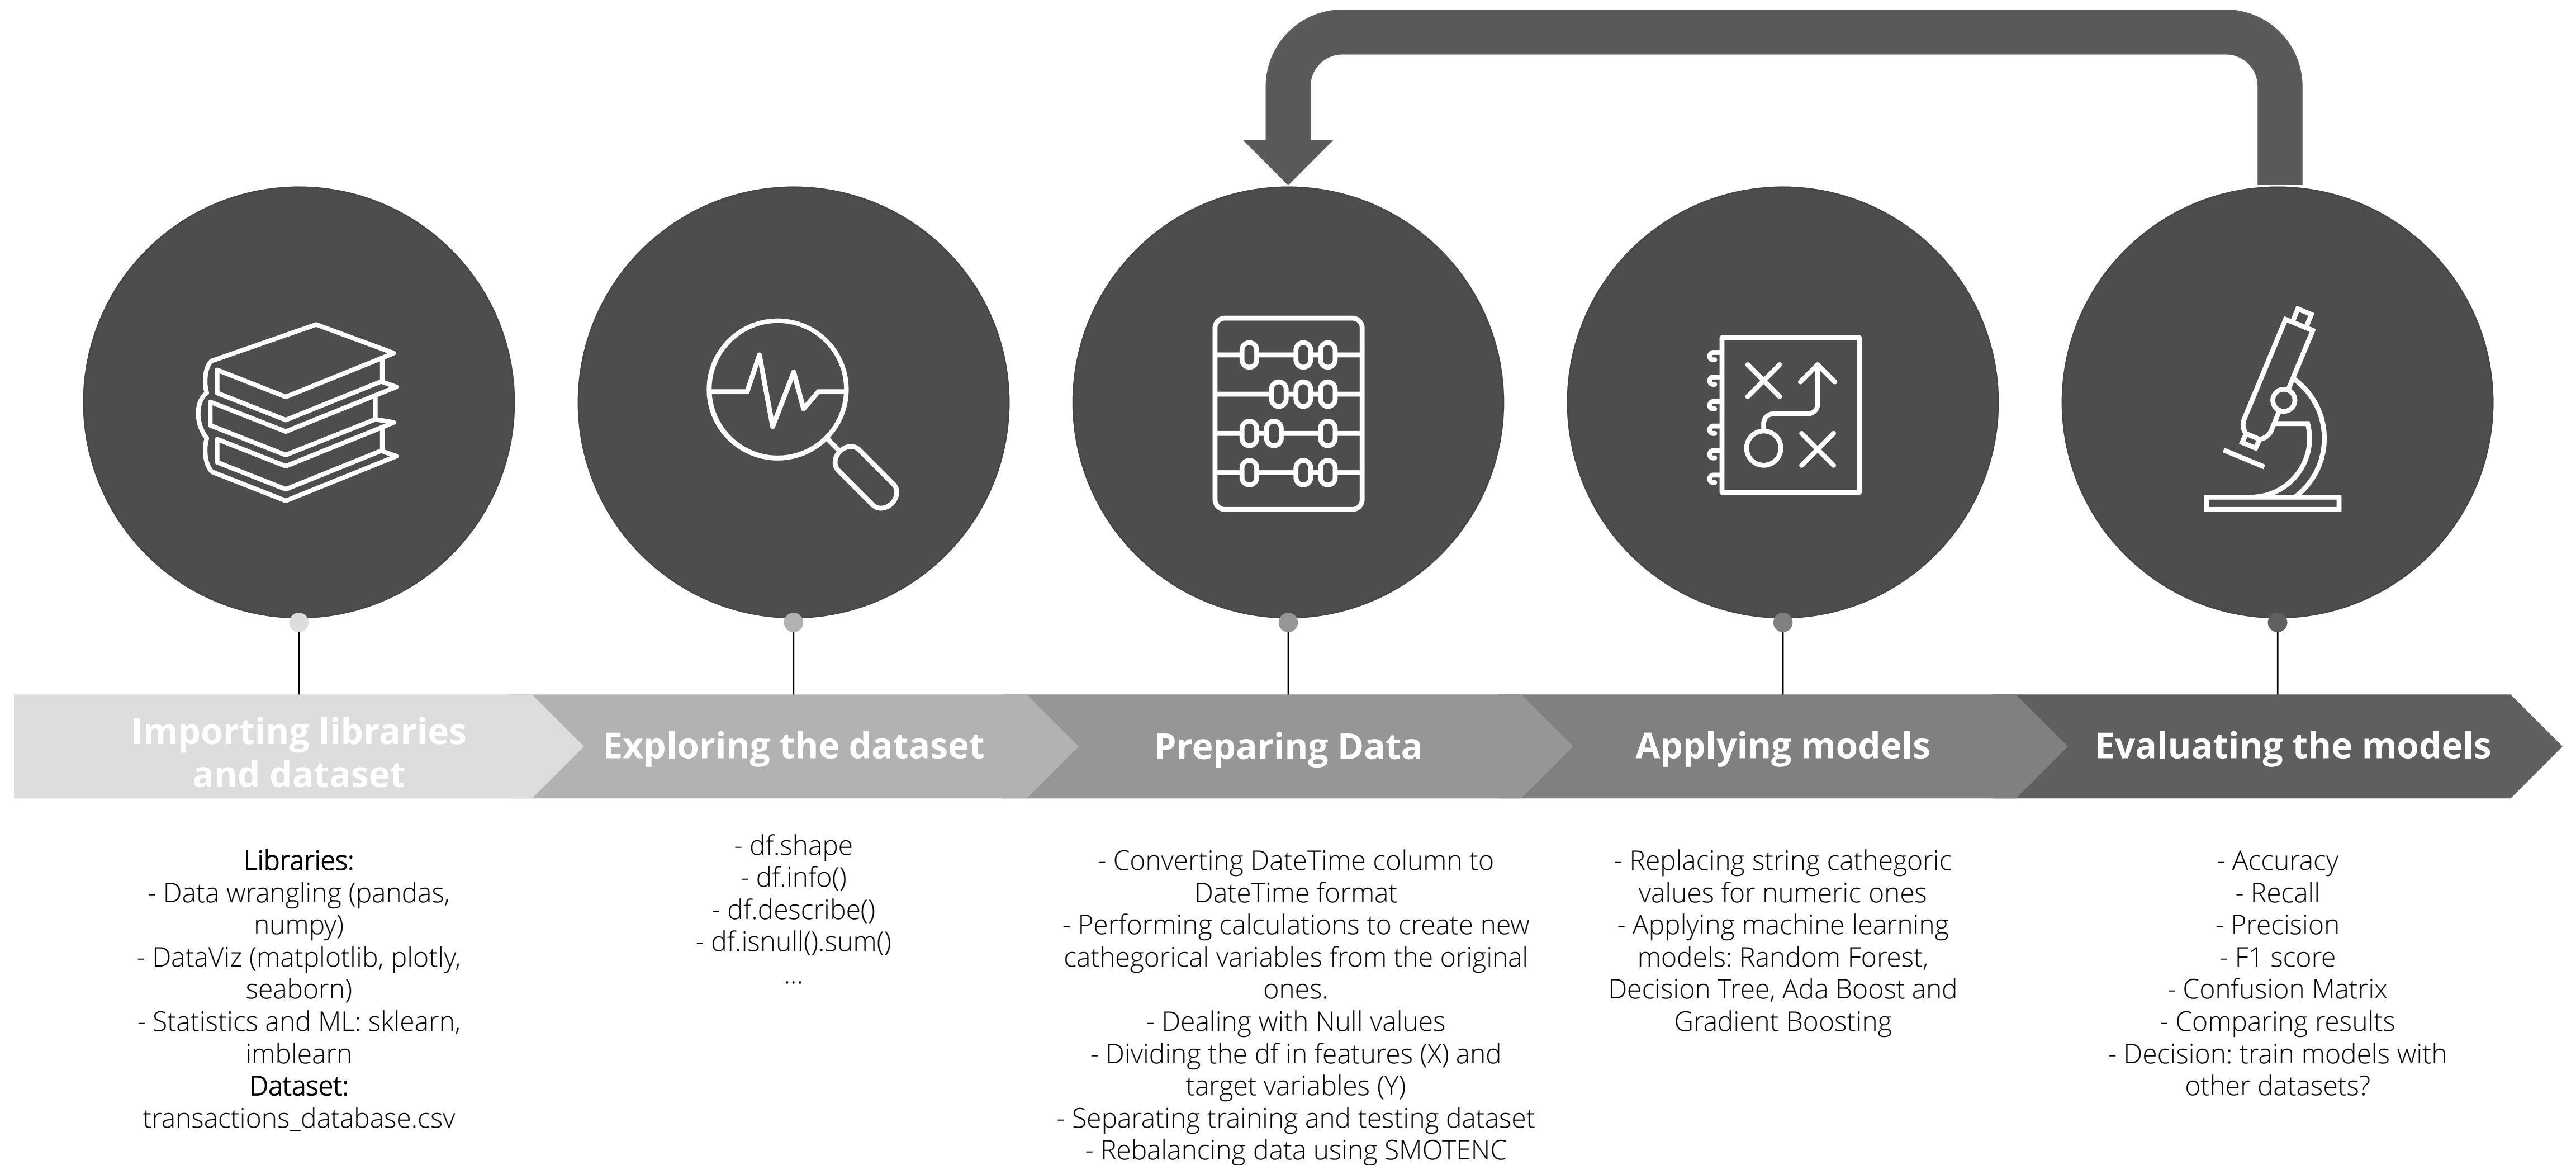 Importing libraries
and dataset
Exploring the dataset
Preparing Data
Applying models
Evaluating the models
Libraries:
- Data wrangling (pandas,
numpy)
- DataViz (matplotlib, plotly,
seaborn)
- Statistics and ML: sklearn,
imblearn
Dataset:
transactions_database.csv
- df.shape
- df.info()
- df.describe()
- df.isnull().sum()
...
- Converting DateTime column to
DateTime format
- Performing calculations to create new
cathegorical variables from the original
ones.
- Dealing with Null values
- Dividing the df in features (X) and
target variables (Y)
- Separating training and testing dataset
- Rebalancing data using SMOTENC
- Replacing string cathegoric
values for numeric ones
- Applying machine learning
models: Random Forest,
Decision Tree, Ada Boost and
Gradient Boosting
- Accuracy
- Recall
- Precision
- F1 score
- Confusion Matrix
- Comparing results
- Decision: train models with
other datasets?